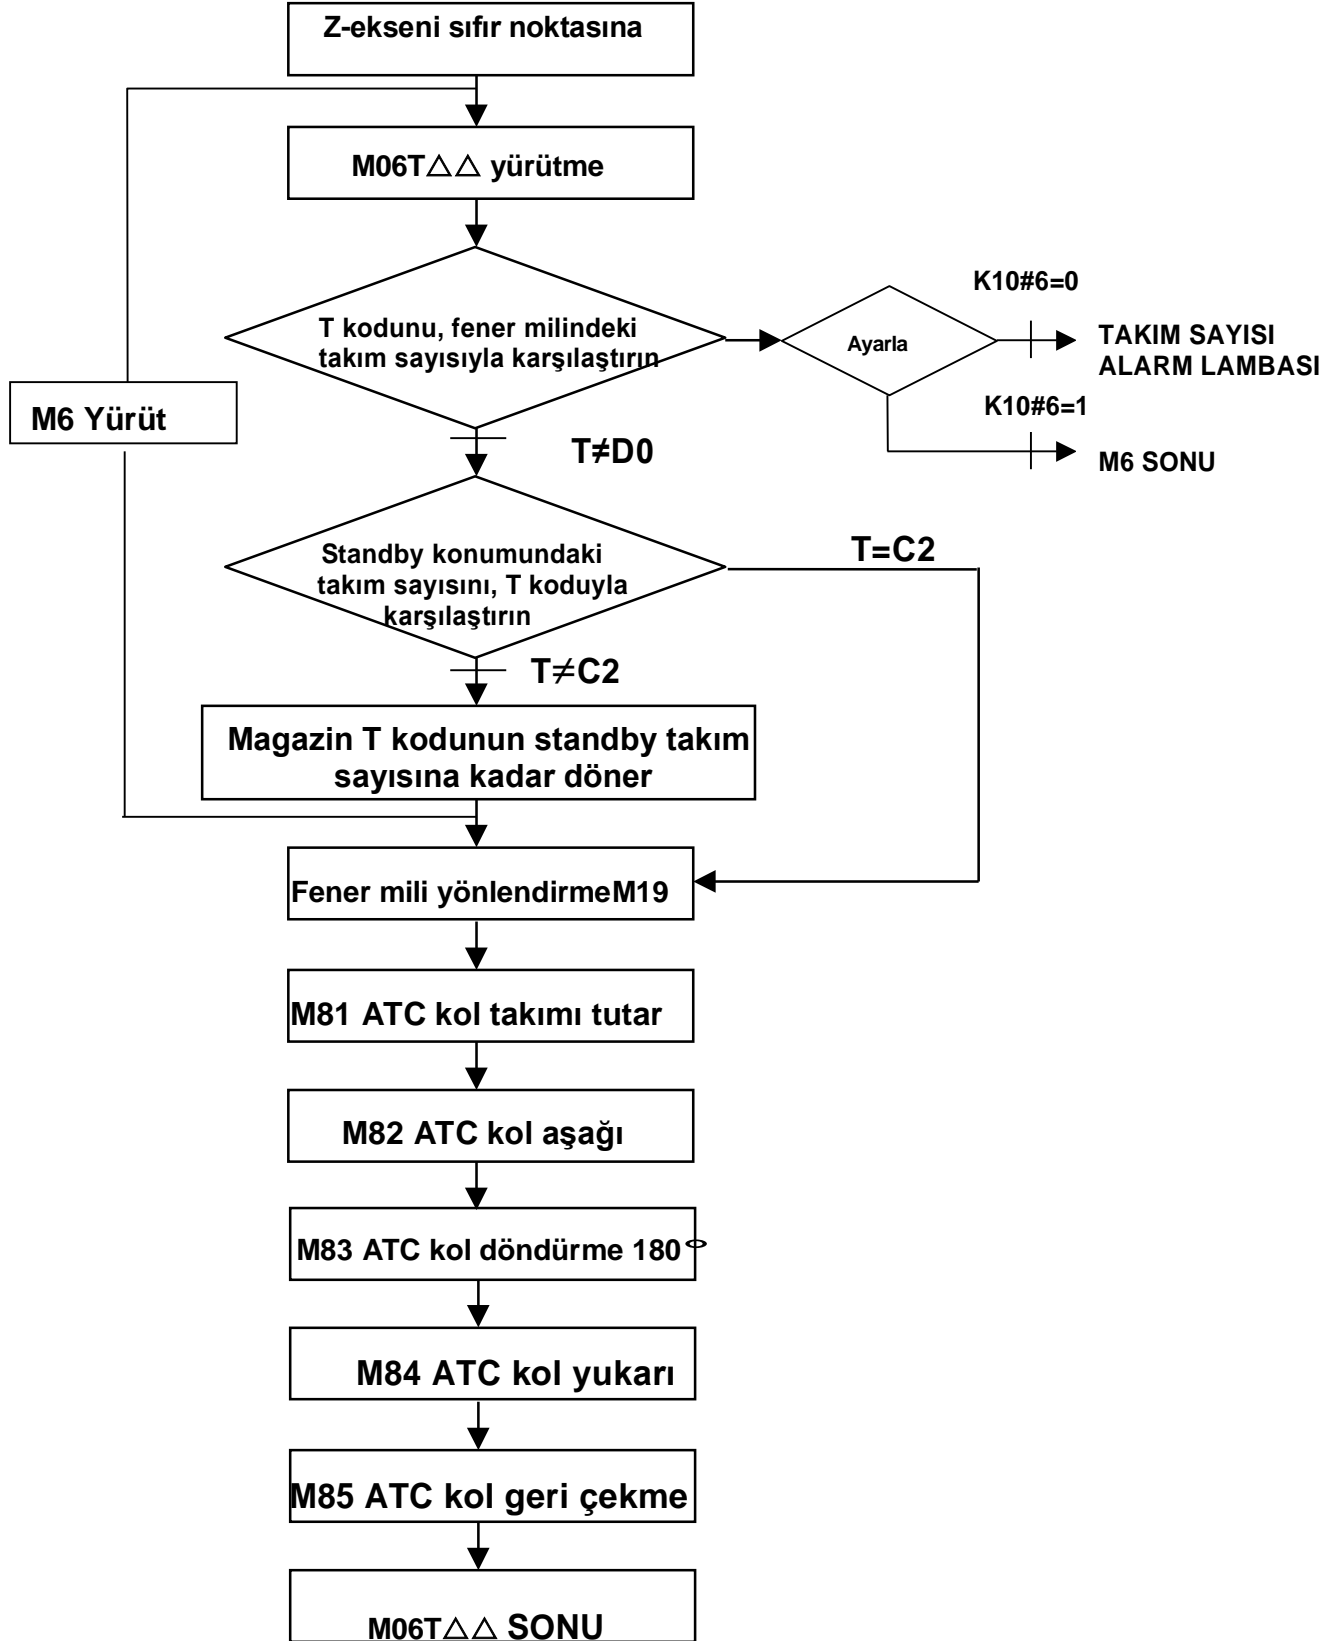 Z-ekseni sıfır noktasına
M06T△△ yürütme
T kodunu, fener milindeki
takım sayısıyla karşılaştırın
Ayarla
K10#6=0
TAKIM SAYISI
ALARM LAMBASI
K10#6=1
M6 SONU
M6 Yürüt
T≠D0
Standby konumundaki
takım sayısını, T koduyla
karşılaştırın
T=C2
T≠C2
Magazin T kodunun standby takım
sayısına kadar döner
Fener mili yönlendirmeM19
M81 ATC kol takımı tutar
M82 ATC kol aşağı
M83 ATC kol döndürme 180°
M84 ATC kol yukarı
M85 ATC kol geri çekme
M06T△△ SONU